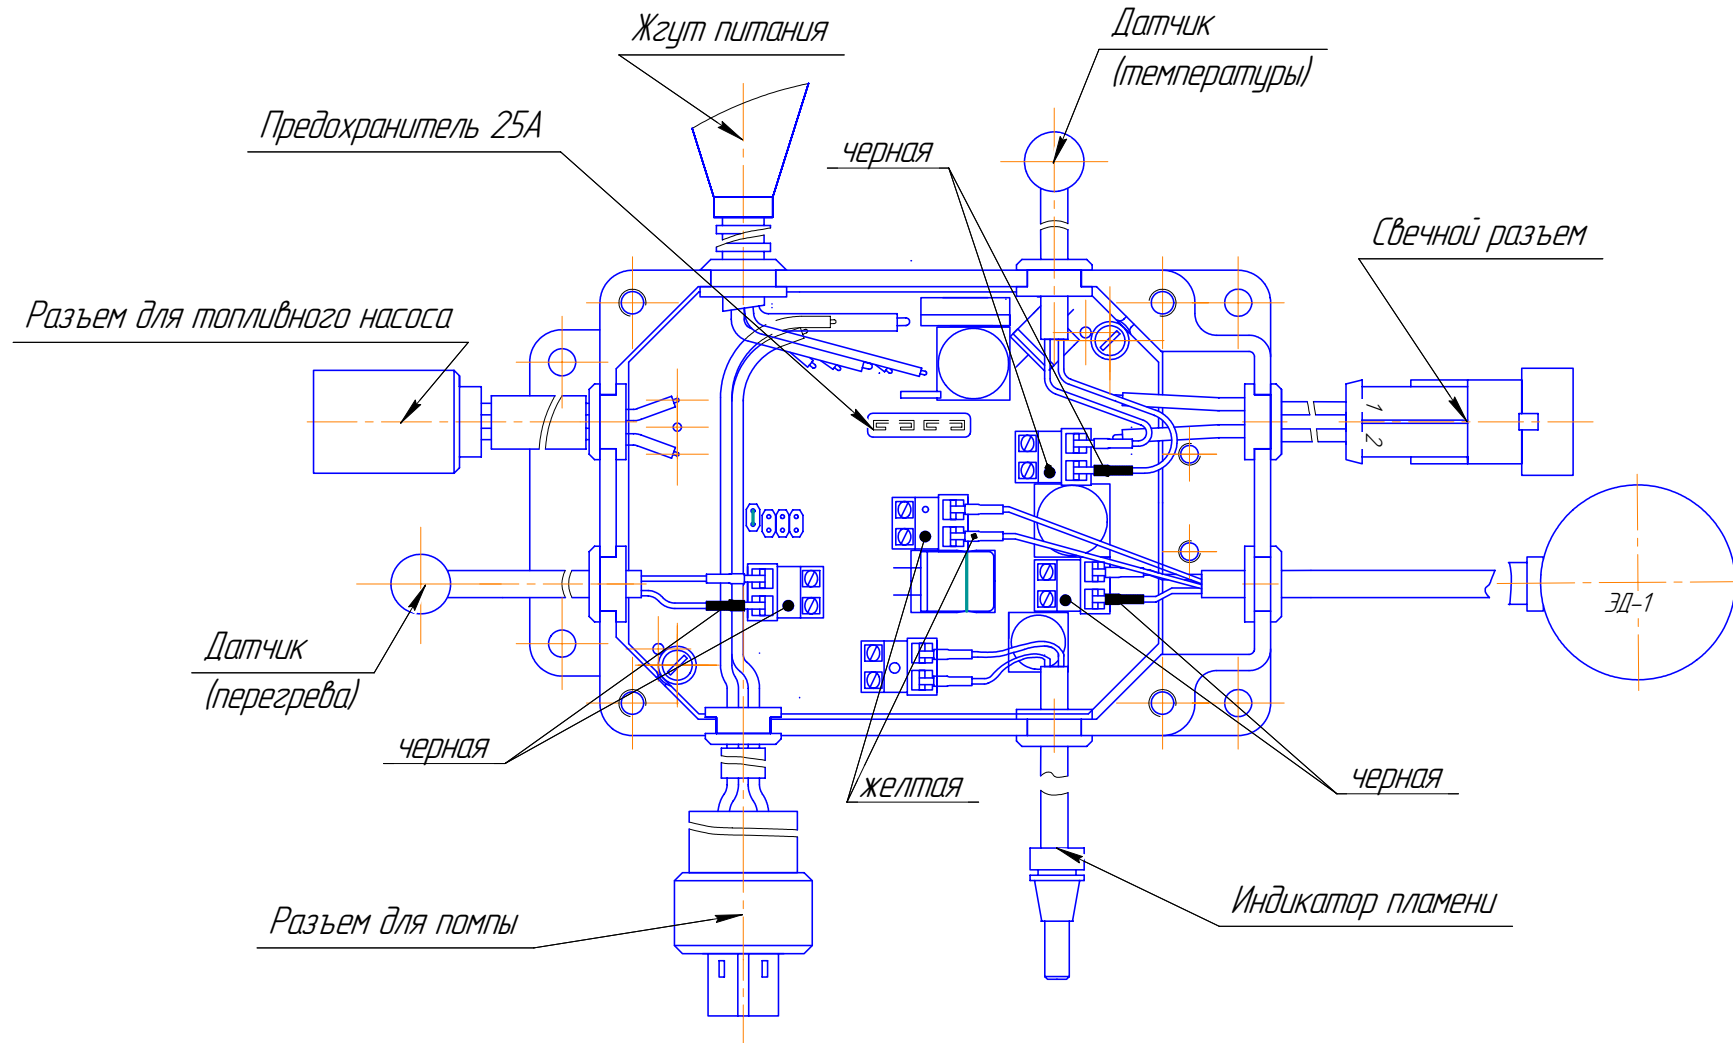 Жгут питания
Датчик
(температуры)
Предохранитель 25А
черная
Свечной разъем
Разъем для топливного насоса
1
2
ЭД-1
Датчик
(перегрева)
черная
желтая
черная
Индикатор пламени
Разъем для помпы